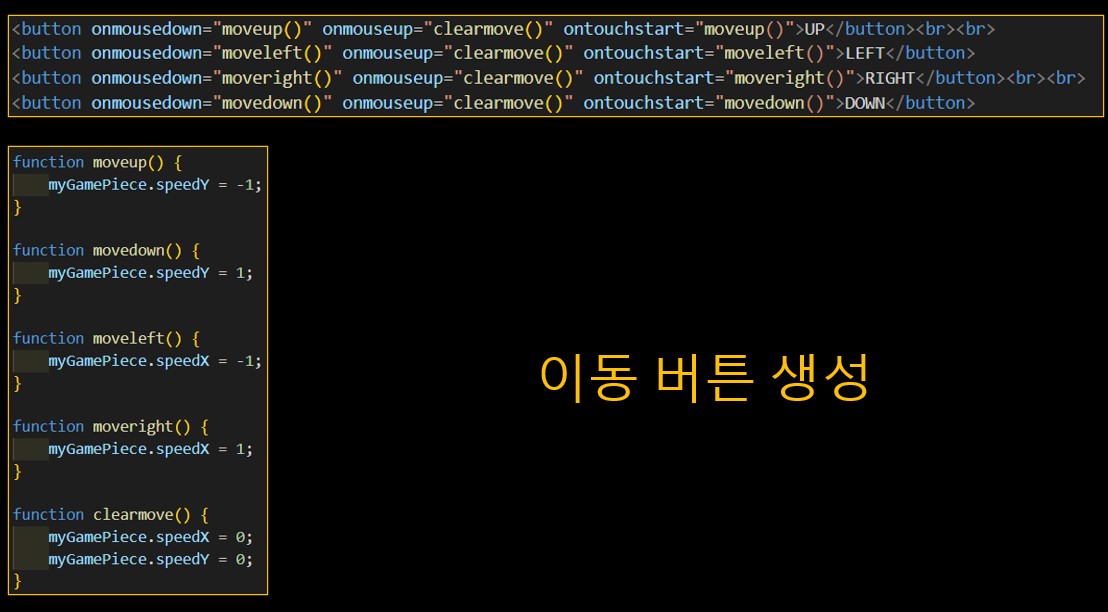 <button onmousedown="moveup()" onmouseup="clearmove()" ontouchstart="moveup()">UP</button><br><br>
<button onmousedown="moveleft()" onmouseup="clearmove()" ontouchstart="moveleft()">LEFT</button>
<button onmousedown="moveright()" onmouseup="clearmove()" ontouchstart="moveright()">RIGHT</button><br><br>
<button onmousedown="movedown()" onmouseup="clearmove()" ontouchstart="movedown()">DOWN</button>
function moveup() {
    myGamePiece.speedY = -1;
}
function movedown() {
    myGamePiece.speedY = 1;
}
function moveleft() {
    myGamePiece.speedX = -1;
}
function moveright() {
    myGamePiece.speedX = 1;
}
function clearmove() {
    myGamePiece.speedX = 0;
    myGamePiece.speedY = 0;
}
이동 버튼 생성